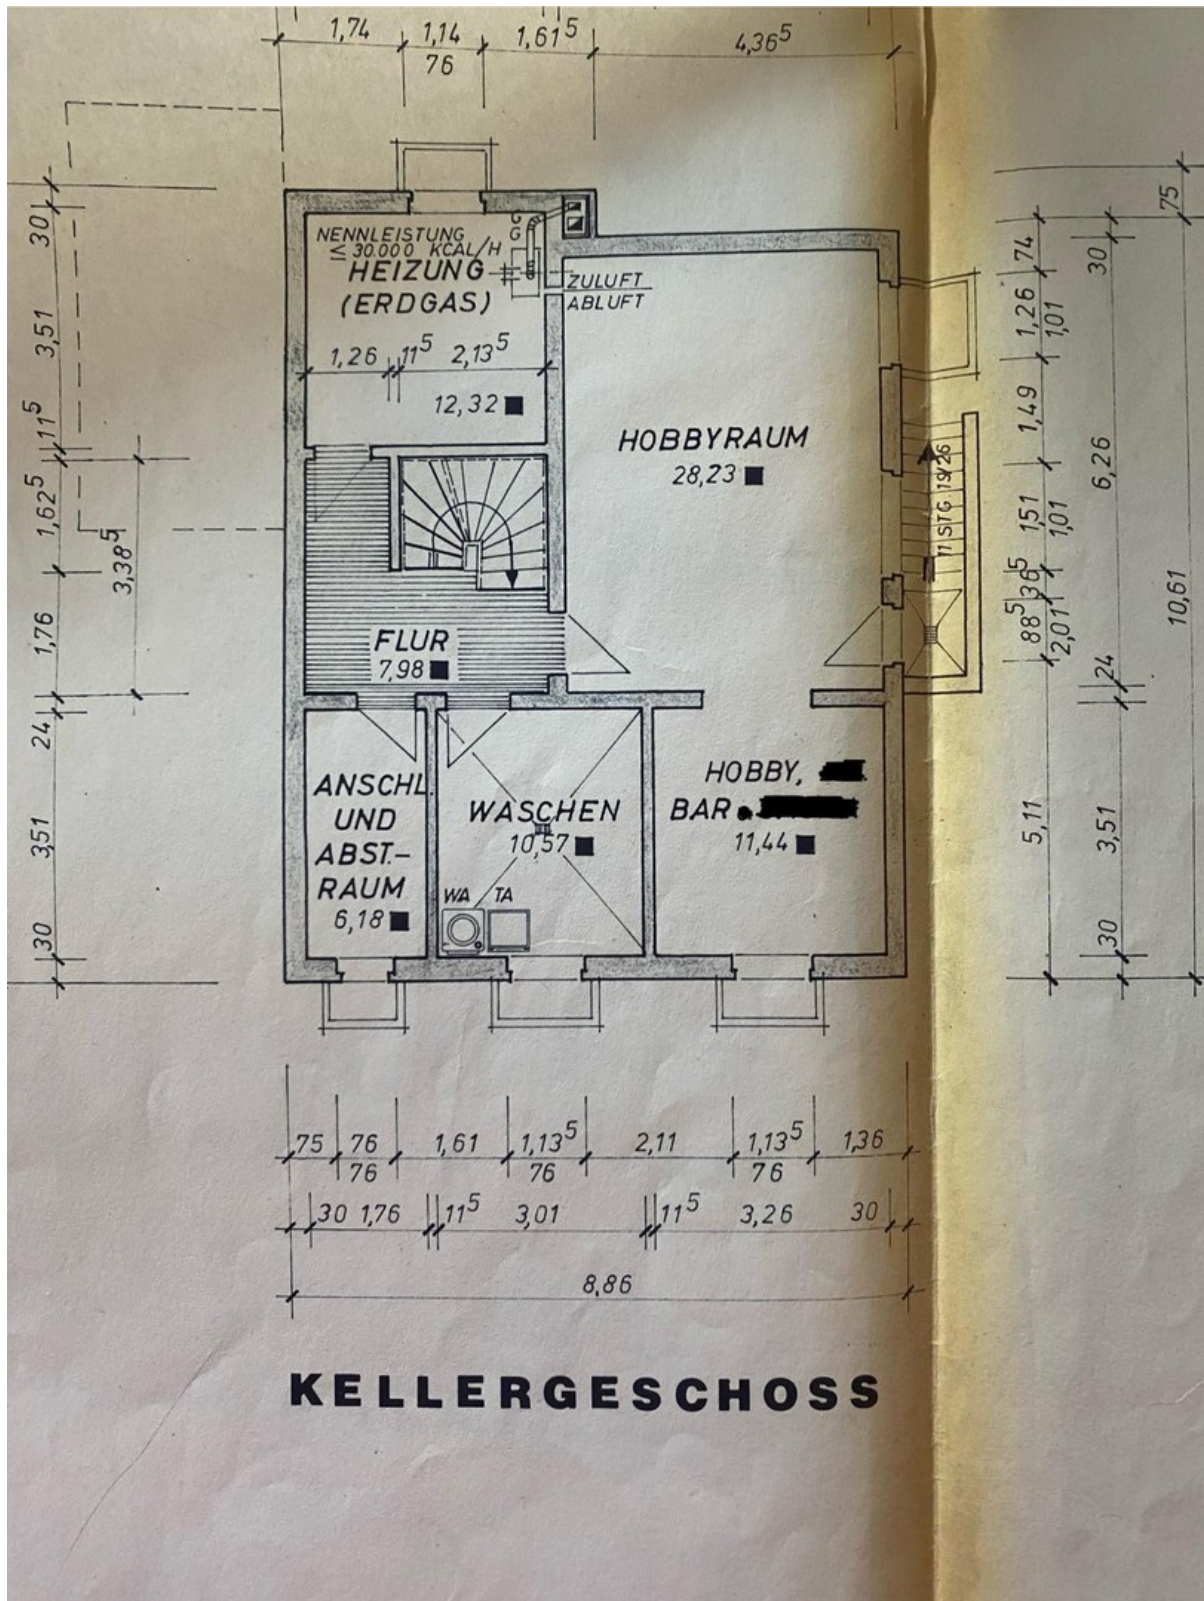 1,74 1,14 1,61⁵ 4,36⁵
76
NENNLEISTUNG
≤ 30.000 KCAL/H
HEIZUNG
(ERDGAS)
G
G
ZULUFT
ABLUFT
1,26 11⁵ 2,13⁵
12,32
HOBBYRAUM
28,23
11 STG 19/26
FLUR
7,98
ANSCHL.
UND
ABST.-
RAUM
6,18
WASCHEN
10,57
WA TA
HOBBY,
BAR
11,44
30
3,51
11⁵
1,62⁵
1,76
24
3,51
30
3,38⁵
74
1,26
1,01
1,49
1,51
1,01
36⁵
88⁵
2,01
5,11
30
6,26
24
3,51
30
75
10,61
75 76 1,61 1,13⁵ 2,11 1,13⁵ 1,36
76 76 76
30 1,76 11⁵ 3,01 11⁵ 3,26 30
8,86
KELLERGESCHOSS